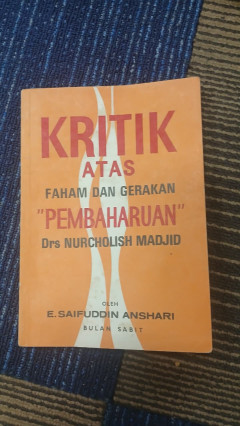 KRITIK
ATAS
FAHAM DAN GERAKAN
"PEMBAHARUAN"
Drs NURCHOLISH MADJID
OLEH
E. SAIFUDDIN ANSHARI
BULAN SABIT